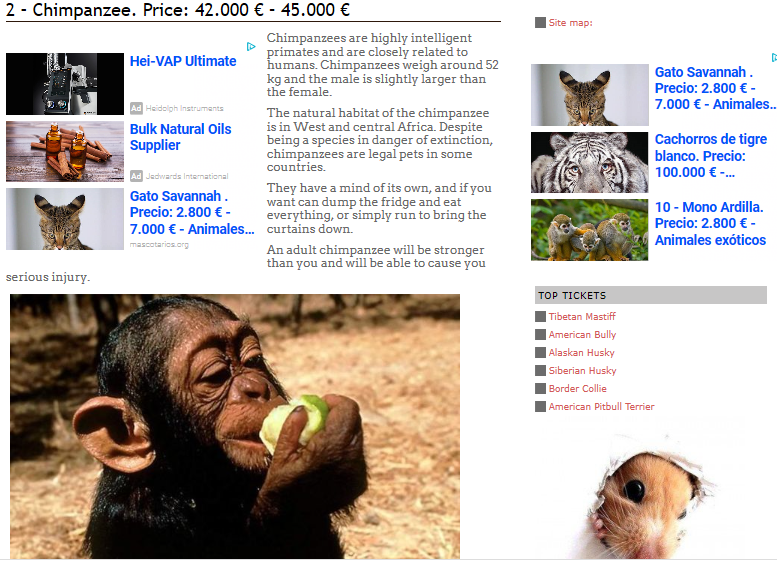 2 - Chimpanzee. Price: 42.000 € - 45.000 €
Hei-VAP Ultimate
Ad Heidolph Instruments
Bulk Natural Oils
Supplier
Ad Jedwards International
Gato Savannah .
Precio: 2.800 € -
7.000 € - Animales...
mascotarios.org
Chimpanzees are highly intelligent
primates and are closely related to
humans. Chimpanzees weigh around 52
kg and the male is slightly larger than
the female.
The natural habitat of the chimpanzee
is in West and central Africa. Despite
being a species in danger of extinction,
chimpanzees are legal pets in some
countries.
They have a mind of its own, and if you
want can dump the fridge and eat
everything, or simply run to bring the
curtains down.
An adult chimpanzee will be stronger
than you and will be able to cause you
serious injury.
Site map:
Gato Savannah .
Precio: 2.800 € -
7.000 € - Animales...
Cachorros de tigre
blanco. Precio:
100.000 € -...
10 - Mono Ardilla.
Precio: 2.800 € -
Animales exóticos
TOP TICKETS
Tibetan Mastiff
American Bully
Alaskan Husky
Siberian Husky
Border Collie
American Pitbull Terrier